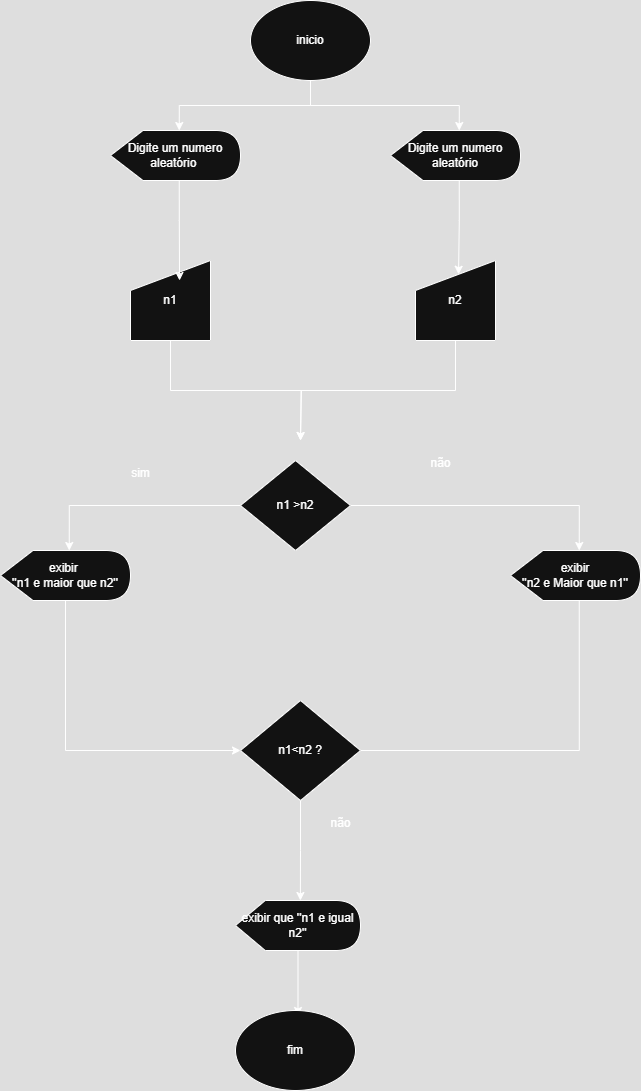 inicio
Digite um numero
aleatório
Digite um numero
aleatório
n1
n2
sim
não
n1 >n2
exibir
"n1 e maior que n2"
exibir
"n2 e Maior que n1"
n1<n2 ?
não
exibir que "n1 e igual
n2"
fim